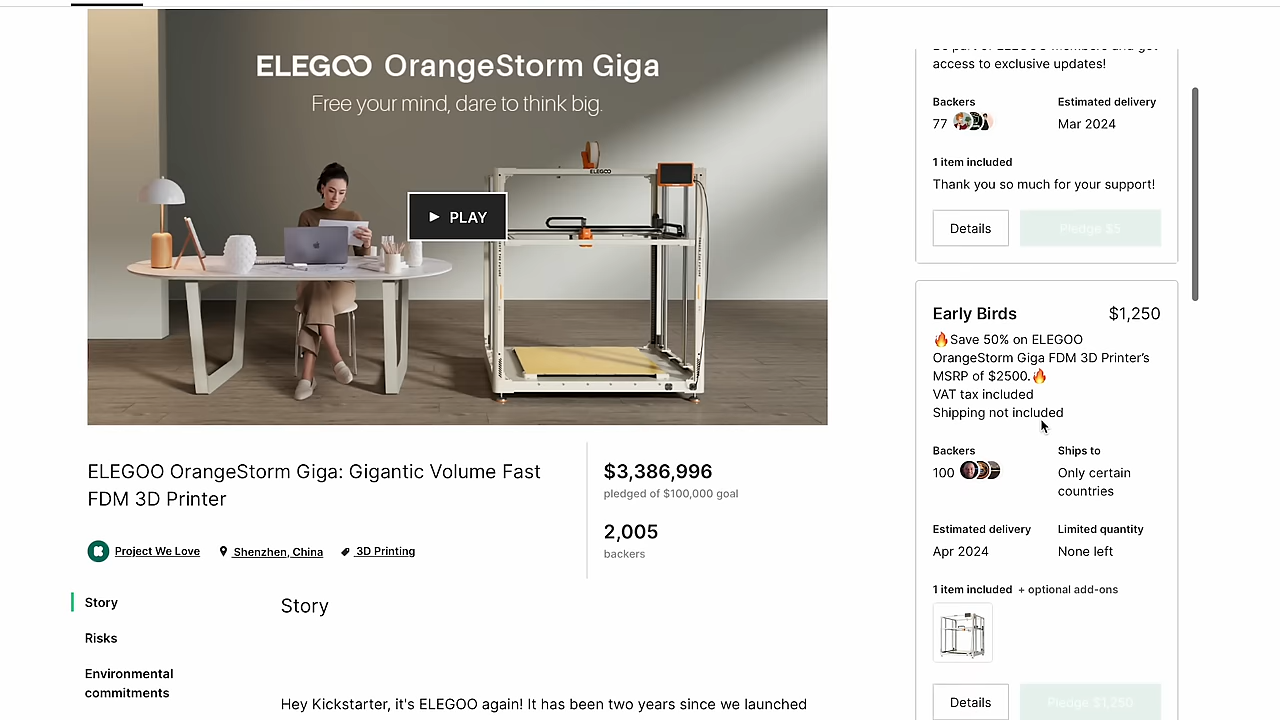 ELEGOO OrangeStorm Giga
Free your mind, dare to think big.
ELEGOO
PLAY
ELEGOO OrangeStorm Giga: Gigantic Volume Fast
FDM 3D Printer
Project We Love
Shenzhen, China
3D Printing
$3,386,996
pledged of $100,000 goal
2,005
backers
Story
Risks
Environmental
commitments
Story
Hey Kickstarter, it's ELEGOO again! It has been two years since we launched
access to exclusive updates!
Backers
77
Estimated delivery
Mar 2024
1 item included
Thank you so much for your support!
Details
Pledge $5
Early Birds
$1,250
🔥Save 50% on ELEGOO
OrangeStorm Giga FDM 3D Printer's
MSRP of $2500.🔥
VAT tax included
Shipping not included
Backers
100
Ships to
Only certain
countries
Estimated delivery
Apr 2024
Limited quantity
None left
1 item included + optional add-ons
Details
Pledge $1,250